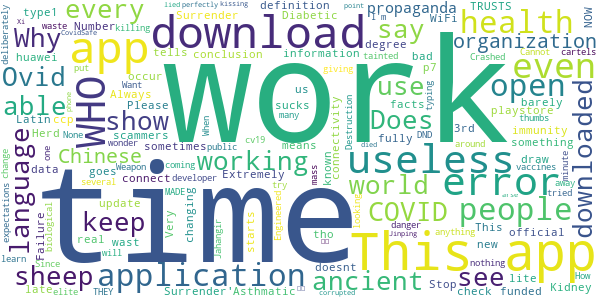 type1 Diabetic every definition propaganda WiFi
waste Number download say TRUSTS NOW
Xi Why app Surrender health Please degree I'm
deliberately huawei tells conclusion information organization
Ovid occur us bad p7 tainted Cannot cartels
put CovidSafe work Crashed playstore even
able WHO Always Want sucks use facts open
Latin ccp scammers show Does typing barely thumbs
Herd None connectivity fully DND 3rd immunity
language one sometimes goes means known Destruction something
data Chinese wonder When public cv19 useless draw vaccines
connect developer working many world error minute away
expectations change several Weapon coming mass died around
time Extremely COVID people tried downloaded
update keep Very MADE try will changing Engineered
real wast starts tho looking danger Jinping anything This official
Failure biological Jahangir This app nothing new
sheep application ancient see lite How
learn late elite SInce THEY Surrender' Asthmatic doesnt
corrupted Stop check funded Kidney
lied perfectly kissing killing giving point